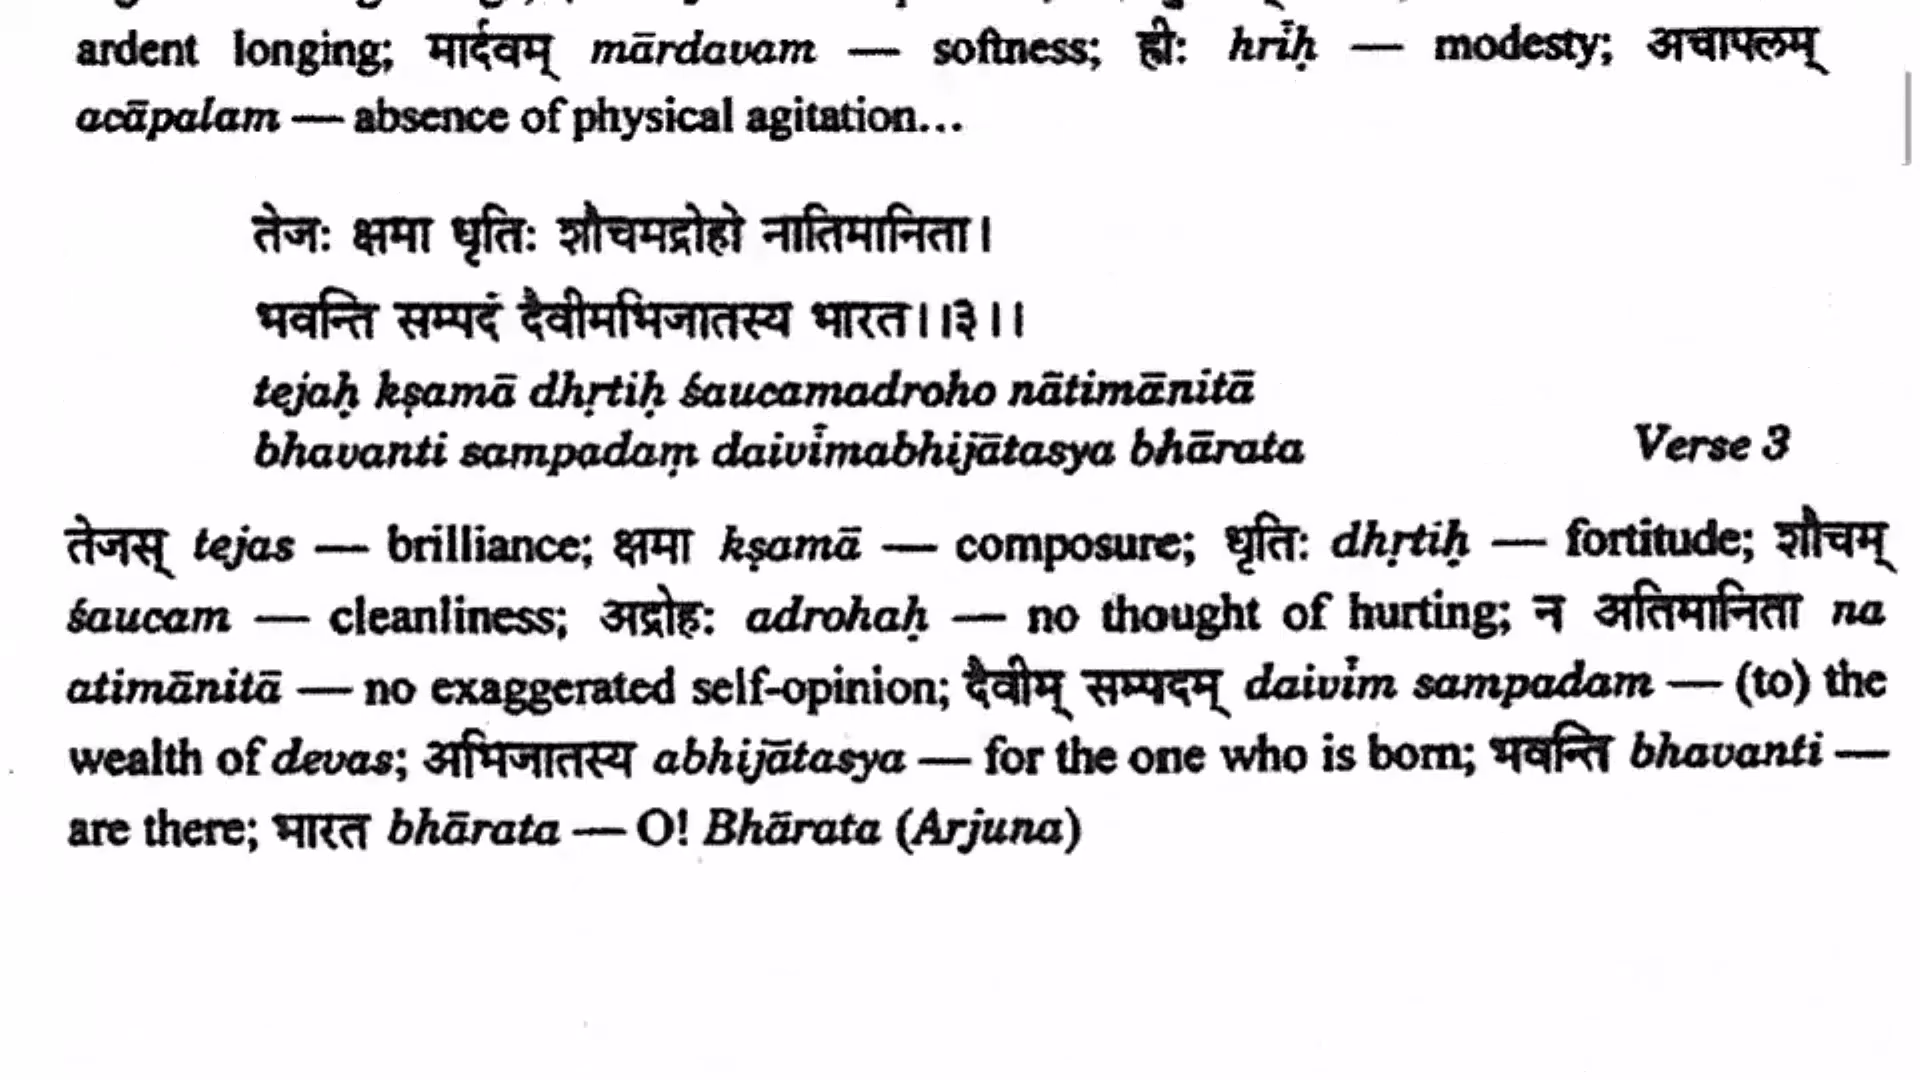 ardent longing; मार्दवम् mārdavam — softness; ह्री: hrīḥ — modesty; अचापलम्
acāpalam — absence of physical agitation...
तेजः क्षमा धृतिः शौचमद्रोहो नातिमानिता।
भवन्ति सम्पदं दैवीमभिजातस्य भारत।।३।।
tejaḥ kṣamā dhṛtiḥ śaucamadroho nātimānitā
bhavanti sampadaṃ daivīmabhijātasya bhārata Verse 3
तेजस् tejas — brilliance; क्षमा kṣamā — composure; धृति: dhṛtiḥ — fortitude; शौचम्
śaucam — cleanliness; अद्रोह: adrohaḥ — no thought of hurting; न अतिमानिता na
atimānitā — no exaggerated self-opinion; दैवीम् सम्पदम् daivīm sampadam — (to) the
wealth of devas; अभिजातस्य abhijātasya — for the one who is born; भवन्ति bhavanti —
are there; भारत bhārata — O! Bhārata (Arjuna)